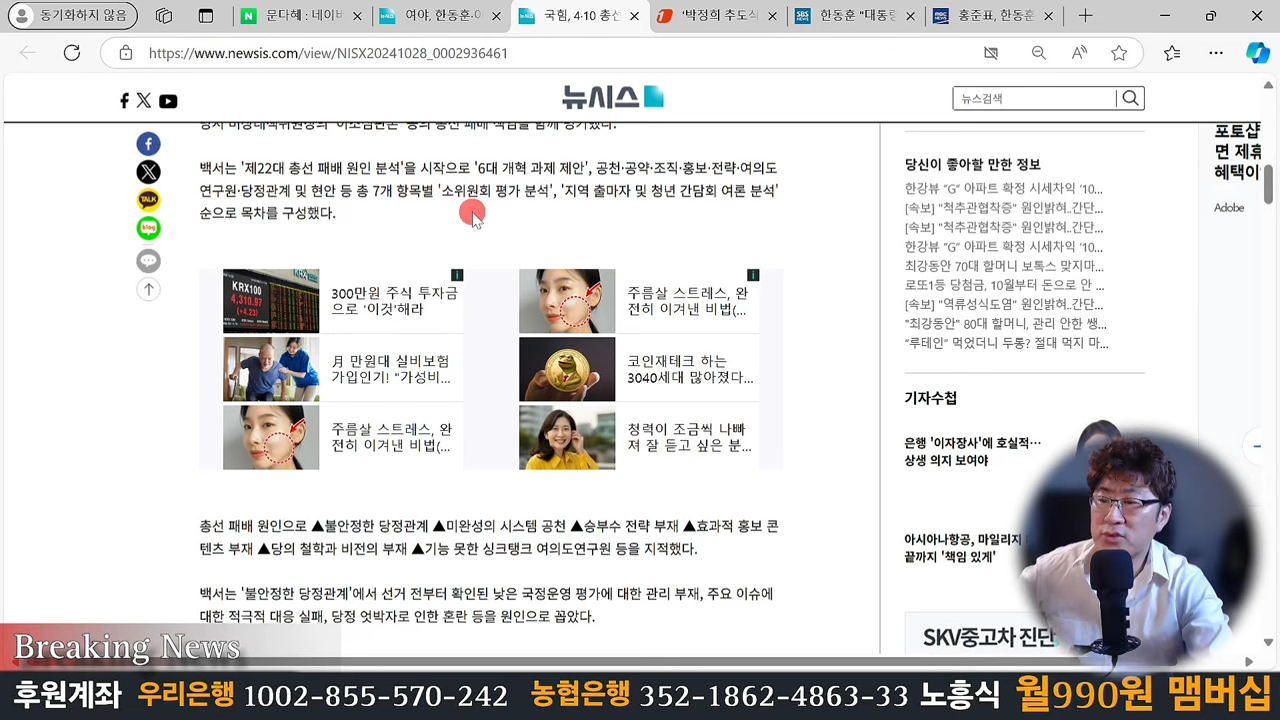 동기화하지 않음
문다혜 : 네이버
여야, 한동훈·이
국힘, 4·10 총선
'박정희 추도식
한동훈 "대통령
홍준표, 한동훈
https://www.newsis.com/view/NISX20241028_0002936461
뉴시스
뉴스검색
백서는 '제22대 총선 패배 원인 분석'을 시작으로 '6대 개혁 과제 제안', 공천·공약·조직·홍보·전략·여의도
연구원·당정관계 및 현안 등 총 7개 항목별 '소위원회 평가 분석', '지역 출마자 및 청년 간담회 여론 분석'
순으로 목차를 구성했다.
KRX100
4,310.97
(+4.23)
300만원 주식 투자금
으로 '이것'해라
주름살 스트레스, 완
전히 이겨낸 비법(...
月 만원대 실비보험
가입인기! "가성비...
코인재테크 하는
3040세대 많아졌다...
주름살 스트레스, 완
전히 이겨낸 비법(...
청력이 조금씩 나빠
져 잘 듣고 싶은 분...
총선 패배 원인으로 ▲불안정한 당정관계 ▲미완성의 시스템 공천 ▲승부수 전략 부재 ▲효과적 홍보 콘
텐츠 부재 ▲당의 철학과 비전의 부재 ▲기능 못한 싱크탱크 여의도연구원 등을 지적했다.
백서는 '불안정한 당정관계'에서 선거 전부터 확인된 낮은 국정운영 평가에 대한 관리 부재, 주요 이슈에
대한 적극적 대응 실패, 당정 엇박자로 인한 혼란 등을 원인으로 꼽았다.
당신이 좋아할 만한 정보
한강뷰 "G" 아파트 확정 시세차익 '10...
[속보] "척추관협착증" 원인밝혀..간단...
[속보] "척추관협착증" 원인밝혀..간단...
한강뷰 "G" 아파트 확정 시세차익 '10...
최강동안 70대 할머니 보톡스 맞지마...
로또1등 당첨금, 10월부터 돈으로 안 ...
[속보] "역류성식도염" 원인밝혀..간단...
"최강동안" 80대 할머니, 관리 안한 쌩...
"루테인" 먹었더니 두통? 절대 먹지 마...
기자수첩
은행 '이자장사'에 호실적…
상생 의지 보여야
아시아나항공, 마일리지
끝까지 '책임 있게'
SKV중고차 진단
포토샵
면 제휴
혜택이
Adobe
TALK
blog
SBS
MBC
Breaking News
후원계좌 우리은행 1002-855-570-242 농협은행 352-1862-4863-33 노흥식 월990원 맴버십